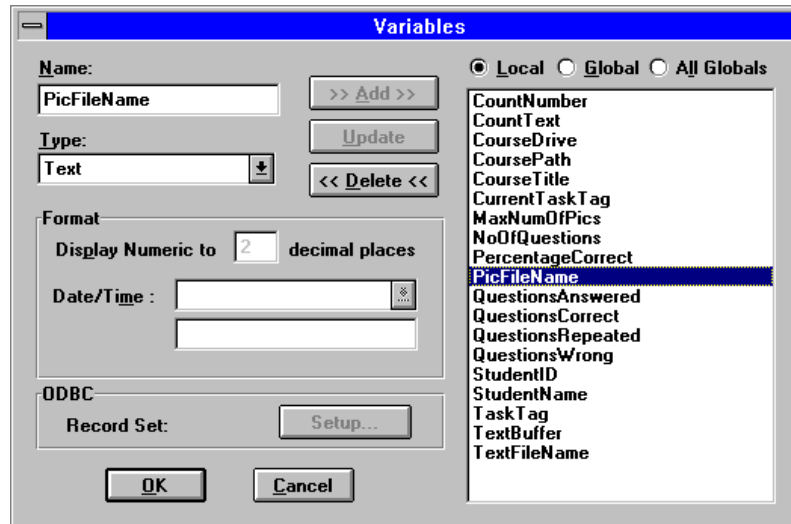 Variables
Name:
PicFileName
>> Add >>
Type:
Update
Text
<< Delete <<
Format
Display Numeric to 2 decimal places
Date/Time :
ODBC
Record Set:
Setup...
OK
Cancel
Local Global All Globals
CountNumber
CountText
CourseDrive
CoursePath
CourseTitle
CurrentTaskTag
MaxNumOfPics
NoOfQuestions
PercentageCorrect
PicFileName
QuestionsAnswered
QuestionsCorrect
QuestionsRepeated
QuestionsWrong
StudentID
StudentName
TaskTag
TextBuffer
TextFileName